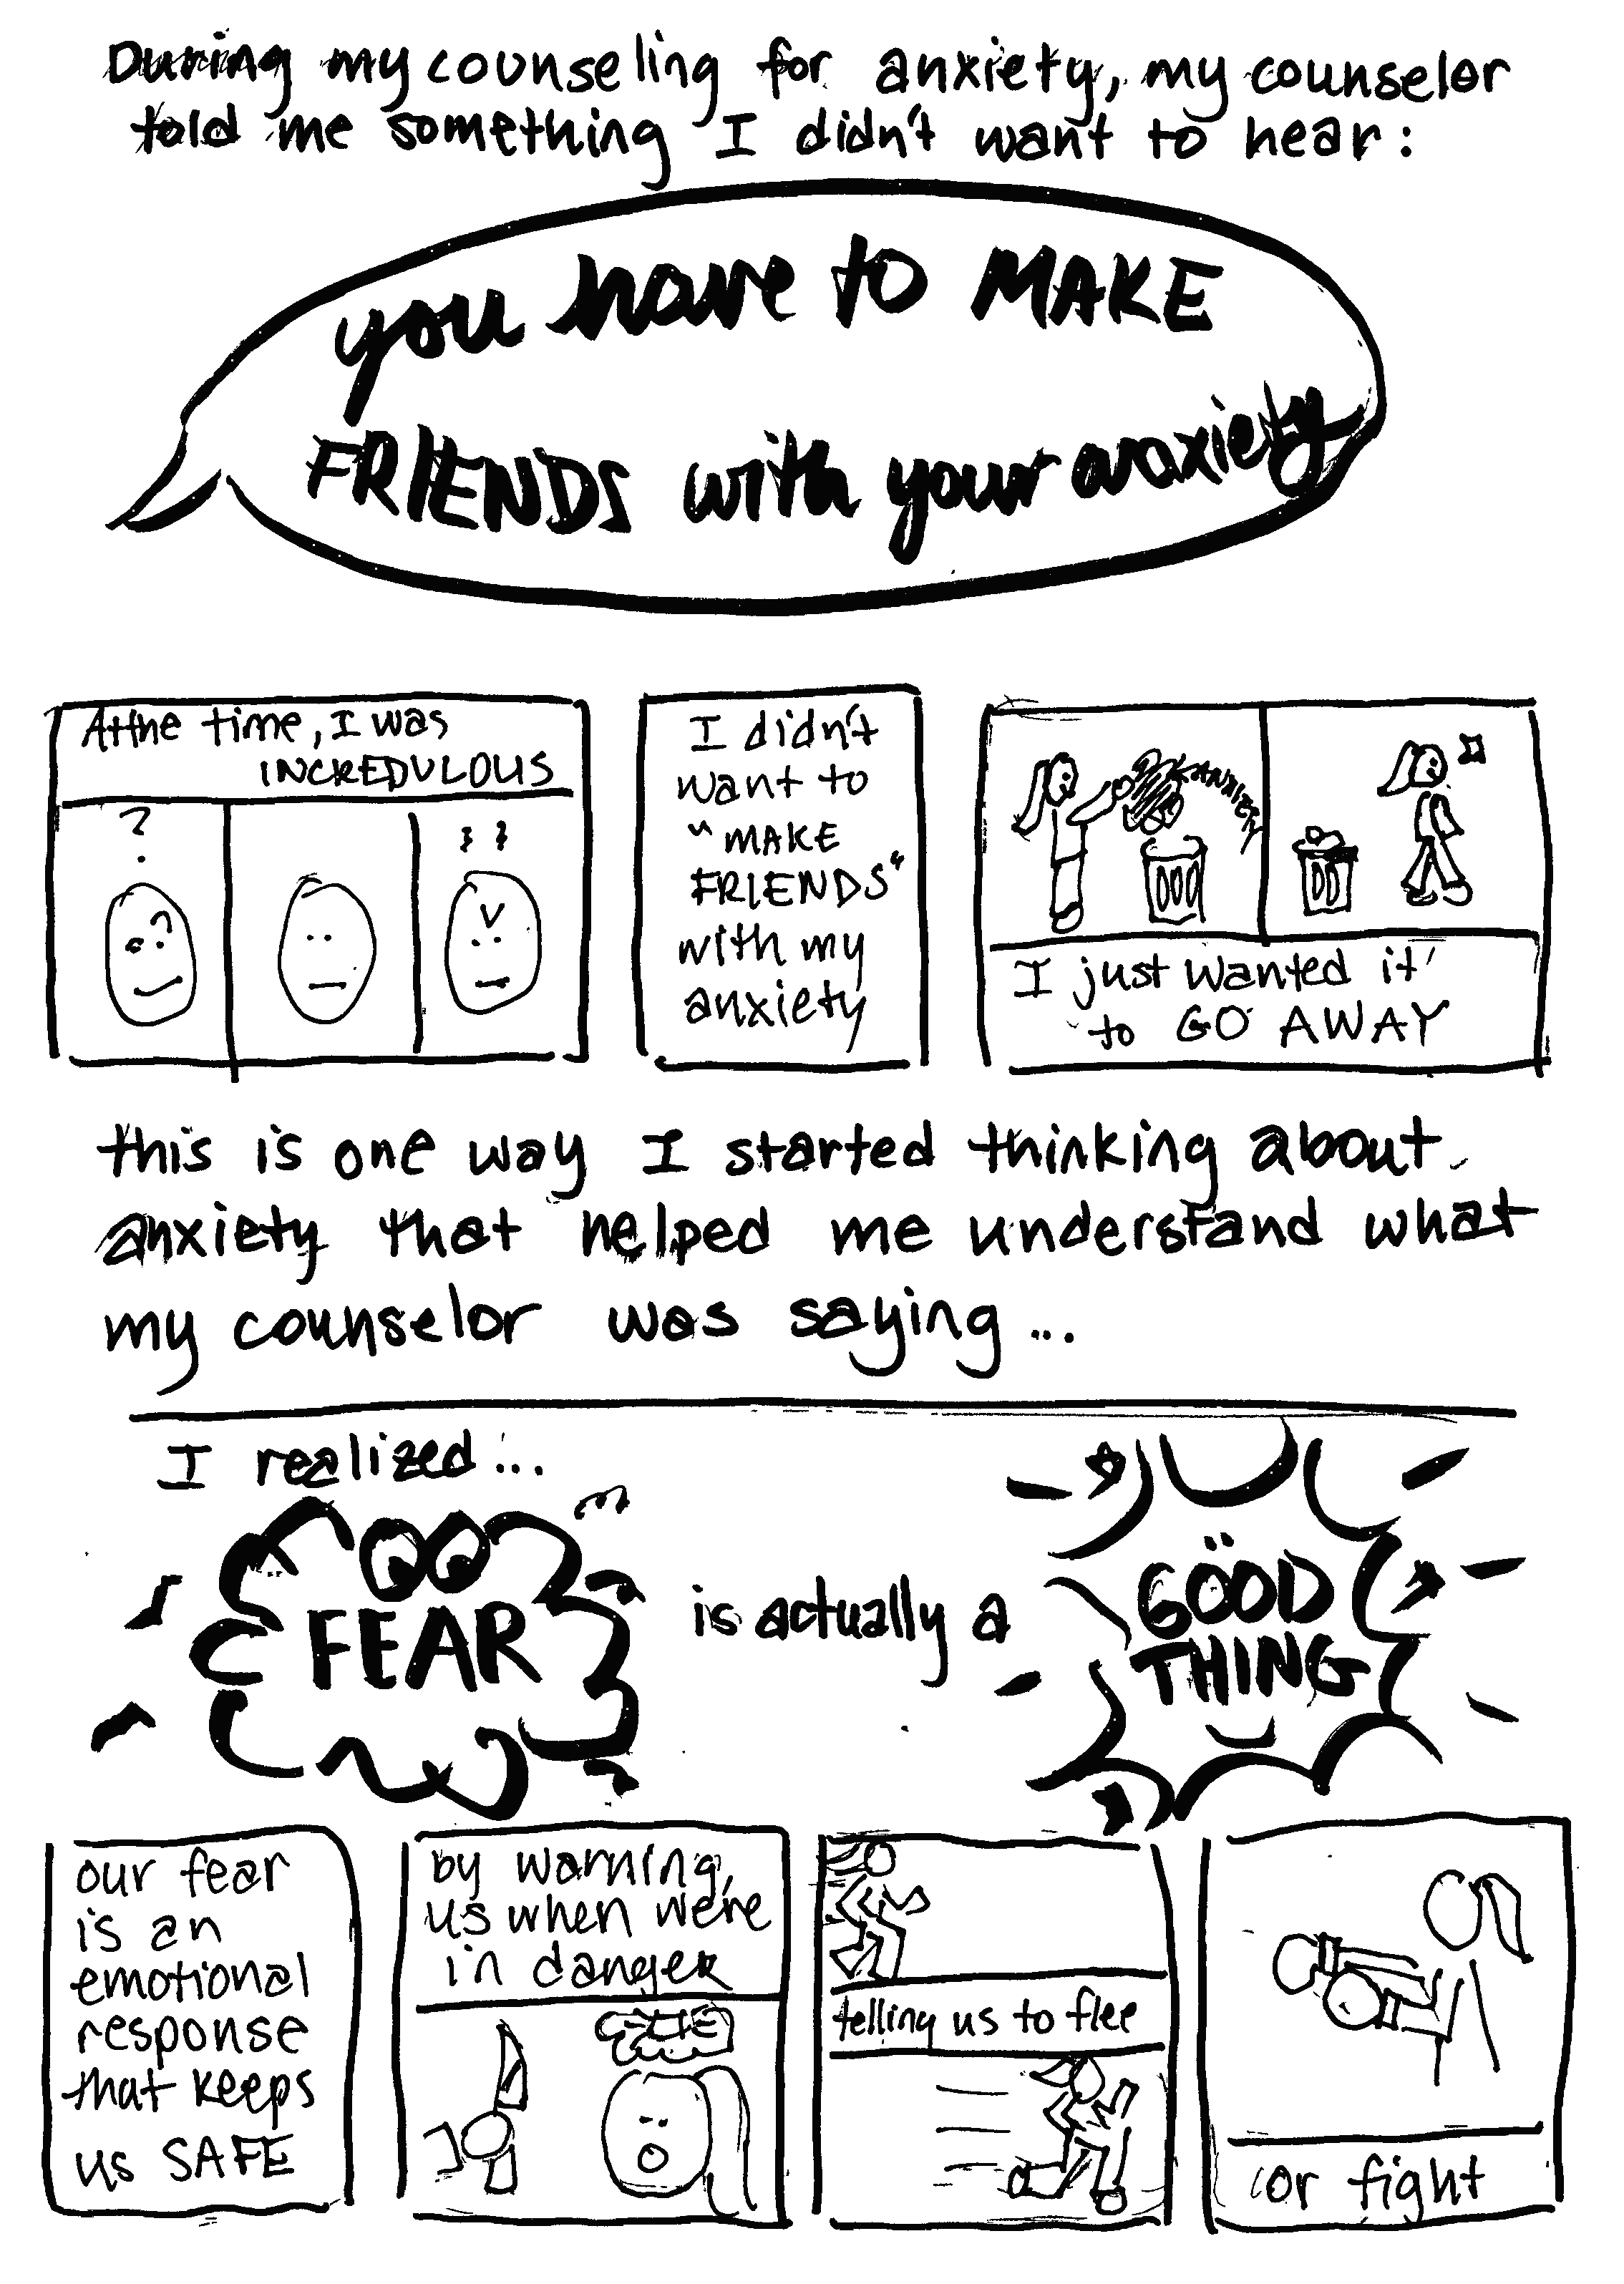 During my counseling for anxiety, my counselor
told me something I didn't want to hear:
you have to MAKE
FRIENDS with your anxiety
At the time, I was
INCREDULOUS
?
I didn't
want to
"MAKE
FRIENDS"
with my
anxiety
ANXIETY
I just wanted it
to GO AWAY
this is one way I started thinking about
anxiety that helped me understand what
my counselor was saying...
I realized...
FEAR
is actually a
GOOD
THING
our fear
is an
emotional
response
that keeps
us SAFE
by warning
us when we're
in danger
telling us to flee
or fight